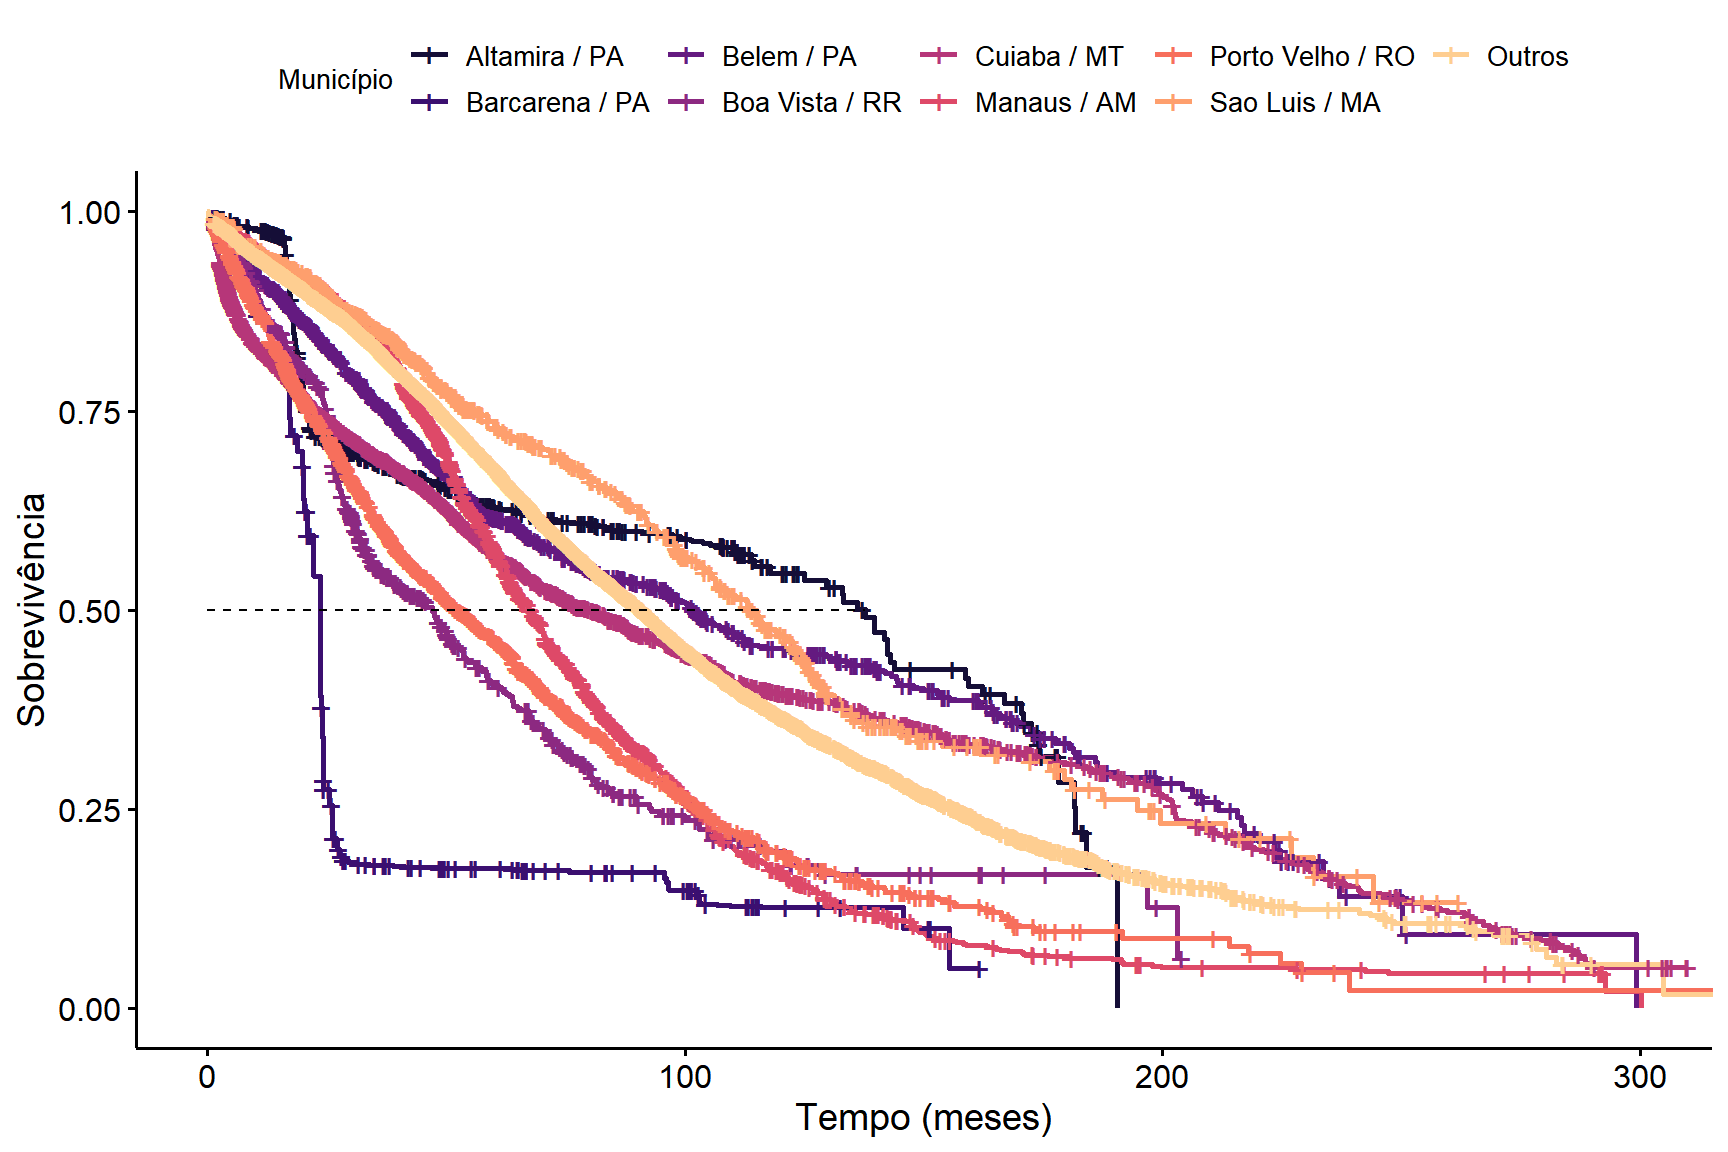 Município
Altamira / PA
Belem / PA
Cuiaba / MT
Porto Velho / RO
Outros
Barcarena / PA
Boa Vista / RR
Manaus / AM
Sao Luis / MA
Sobrevivência
1.00
0.75
0.50
0.25
0.00
0
100
200
300
Tempo (meses)